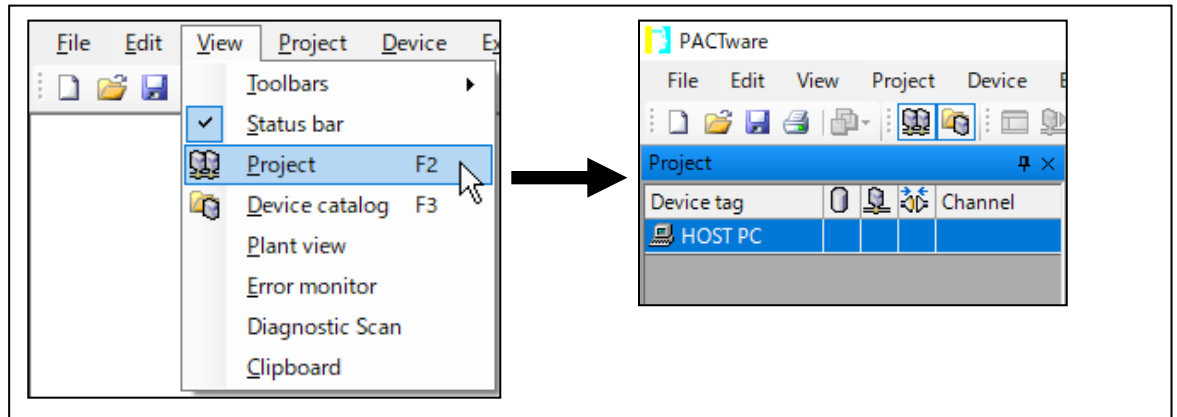 File Edit View Project Device
Toolbars
Status bar
Project F2
Device catalog F3
Plant view
Error monitor
Diagnostic Scan
Clipboard
PACTware
File Edit View Project Device
Project
Device tag Channel
HOST PC